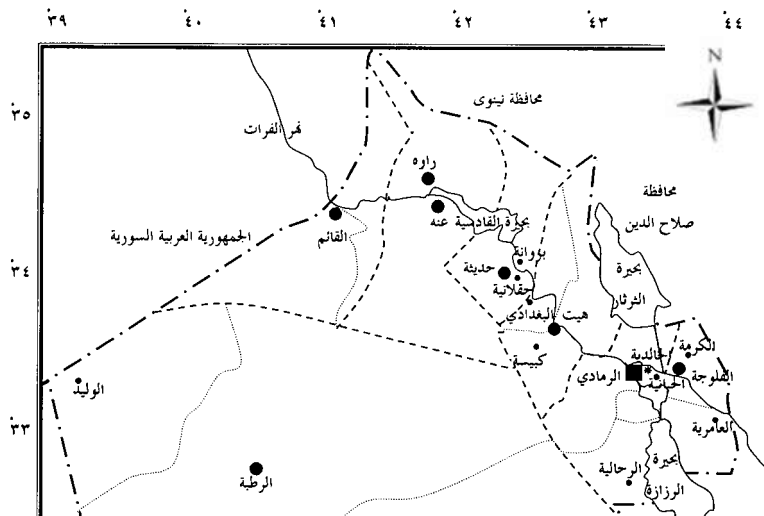 °٣٩ °٤٠ °٤١ °٤٢ °٤٣ °٤٤
N
°٣٥
محافظة نينوى
نهر الفرات
راوه
محافظة
صلاح الدين
القائم
عنه
بحيرة القادسية
الجمهورية العربية السورية
°٣٤
بروانة
حديثة
حقلانية
بحيرة
الثرثار
هيت
البغدادي
كبيسة
الخالدية
الكرمة
الرمادي
*
الحبانية
الفلوجة
الوليد
°٣٣
العامرية
الرطبة
الرحالية
بحيرة
الرزازة